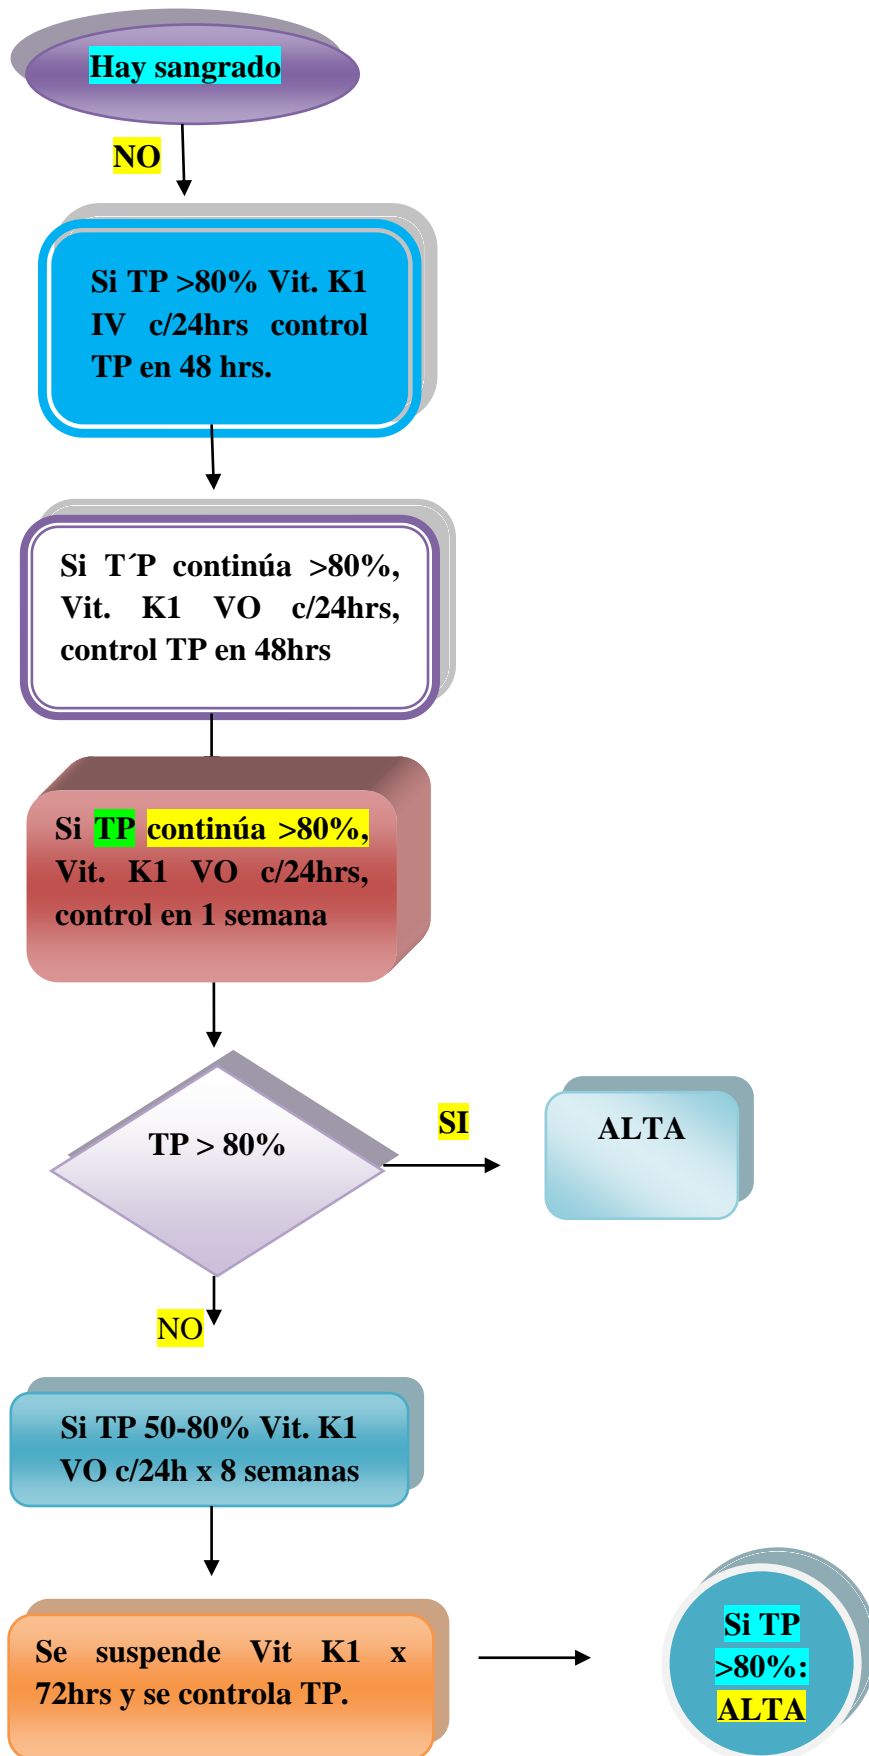 Hay sangrado
NO
Si TP >80% Vit. K1
IV c/24hrs control
TP en 48 hrs.
Si T´P continúa >80%,
Vit. K1 VO c/24hrs,
control TP en 48hrs
Si TP continúa >80%,
Vit. K1 VO c/24hrs,
control en 1 semana
TP > 80%
SI
ALTA
NO
Si TP 50-80% Vit. K1
VO c/24h x 8 semanas
Se suspende Vit K1 x
72hrs y se controla TP.
Si TP
>80%:
ALTA